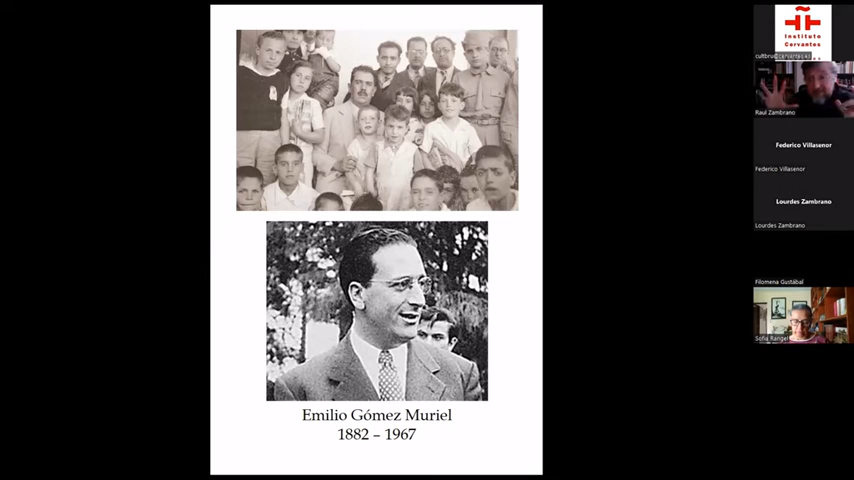 Emilio Gómez Muriel
1882 – 1967
Instituto
Cervantes
Raul Zambrano
Federico Villasenor
Federico Villasenor
Lourdes Zambrano
Lourdes Zambrano
Filomena Gustábal
Sofia Rangel